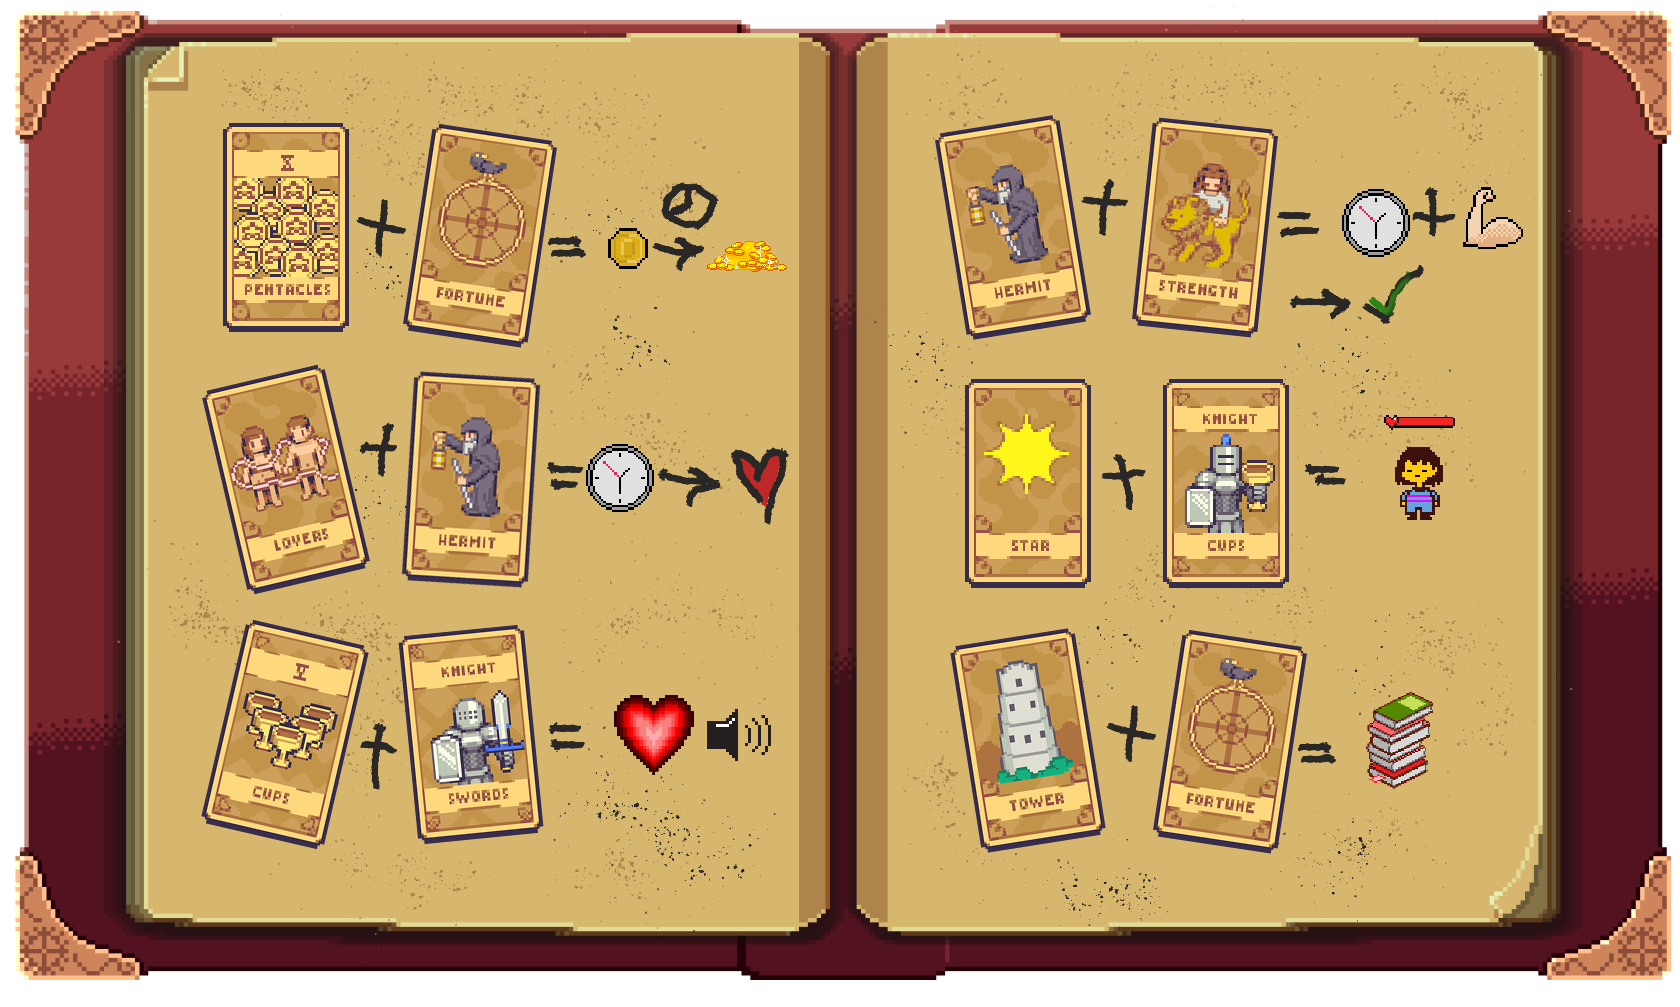 X
PENTACLES
+
FORTUNE
=
LOVERS
+
HERMIT
=
V
CUPS
+
KNIGHT
SWORDS
=
HERMIT
+
STRENGTH
=
+
STAR
+
KNIGHT
CUPS
=
TOWER
+
FORTUNE
=